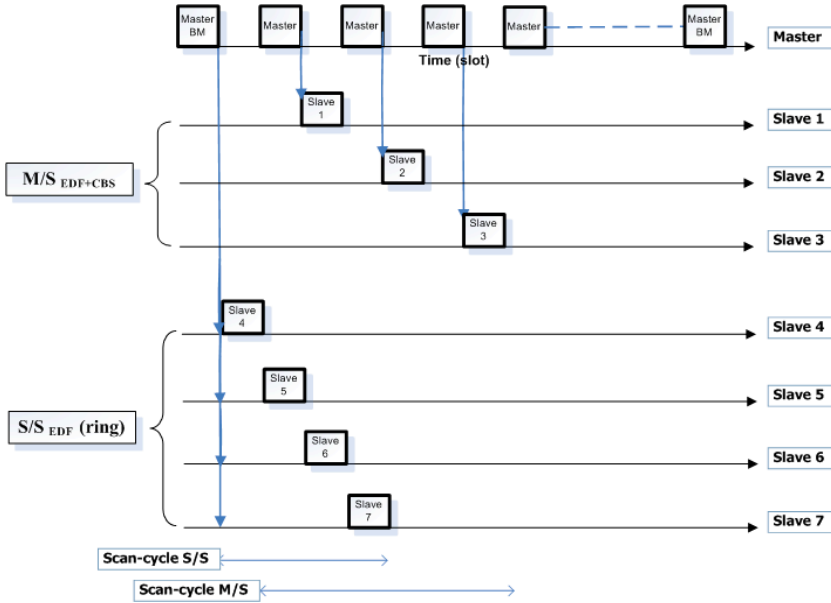 Master
BM
Master
Master
Master
Master
Master
BM
Master
Time (slot)
Slave
1
Slave 1
M/S EDF+CBS
Slave
2
Slave 2
Slave
3
Slave 3
Slave
4
Slave 4
Slave
5
Slave 5
S/S EDF (ring)
Slave
6
Slave 6
Slave
7
Slave 7
Scan-cycle S/S
Scan-cycle M/S